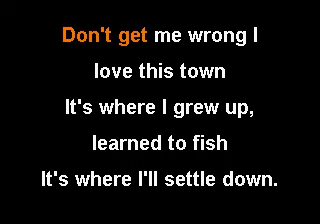 Don't get me wrong I
love this town
It's where I grew up,
learned to fish
It's where I'll settle down.